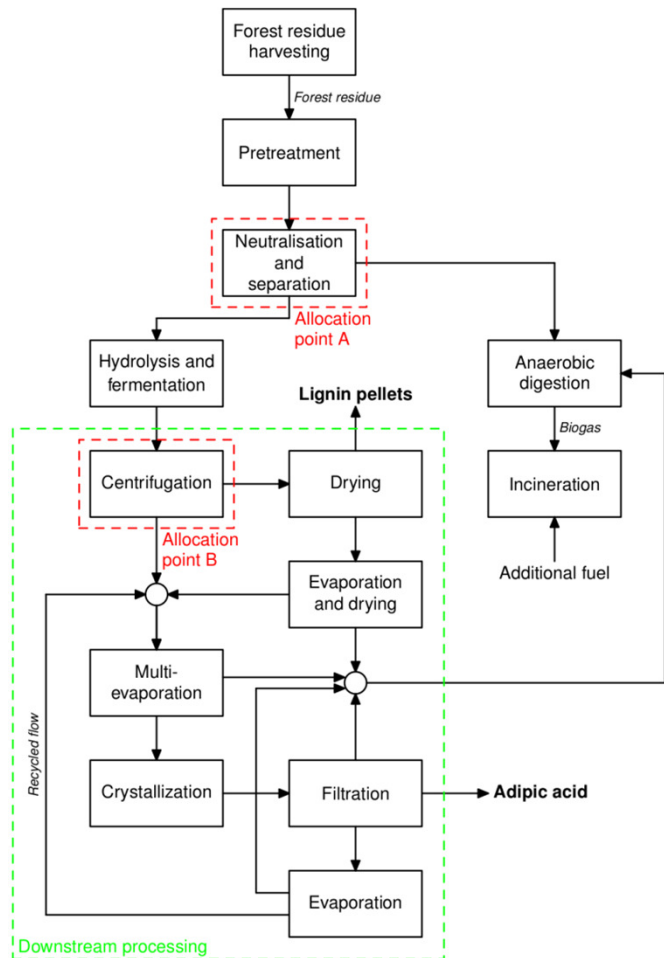 Forest residue
harvesting
Forest residue
Pretreatment
Neutralisation
and
separation
Allocation
point A
Hydrolysis and
fermentation
Anaerobic
digestion
Lignin pellets
Biogas
Centrifugation
Drying
Incineration
Allocation
point B
Additional fuel
Evaporation
and drying
Multi-
evaporation
Recycled flow
Crystallization
Filtration
Adipic acid
Evaporation
Downstream processing